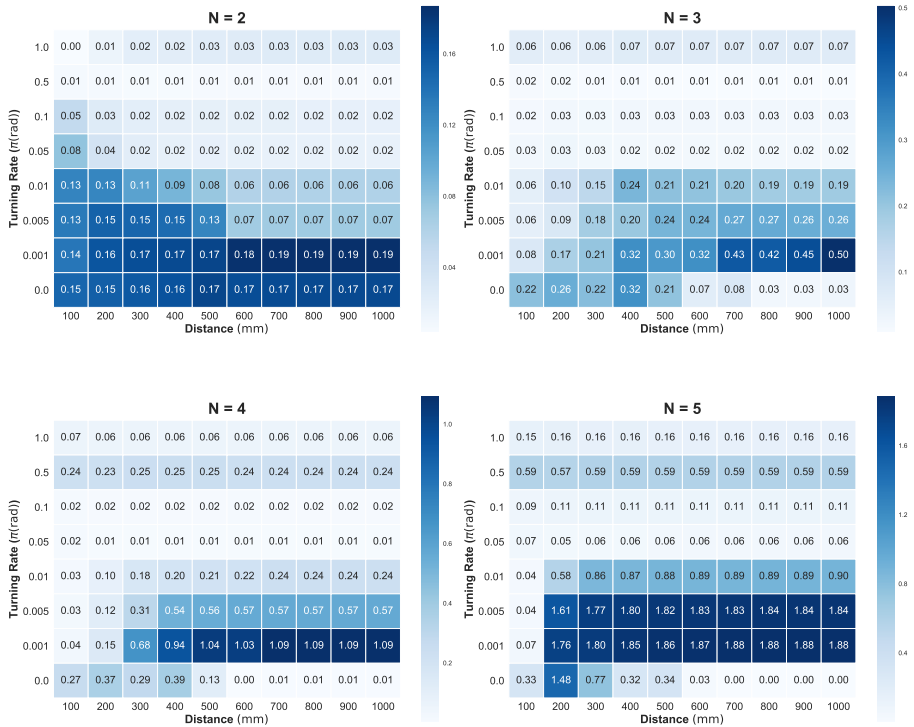 N = 2
1.0 0.00 0.01 0.02 0.02 0.03 0.03 0.03 0.03 0.03 0.03
0.5 0.01 0.01 0.01 0.01 0.01 0.01 0.01 0.01 0.01 0.01
0.1 0.05 0.03 0.02 0.02 0.02 0.02 0.02 0.02 0.02 0.02
0.05 0.08 0.04 0.02 0.02 0.02 0.02 0.02 0.02 0.02 0.02
0.01 0.13 0.13 0.11 0.09 0.08 0.06 0.06 0.06 0.06 0.06
0.005 0.13 0.15 0.15 0.15 0.13 0.07 0.07 0.07 0.07 0.07
0.001 0.14 0.16 0.17 0.17 0.17 0.18 0.19 0.19 0.19 0.19
0.0 0.15 0.15 0.16 0.16 0.17 0.17 0.17 0.17 0.17 0.17
100 200 300 400 500 600 700 800 900 1000
Distance (mm)
Turning Rate (π(rad))
0.16
0.12
0.08
0.04
N = 3
1.0 0.06 0.06 0.06 0.07 0.07 0.07 0.07 0.07 0.07 0.07
0.5 0.02 0.02 0.01 0.01 0.01 0.01 0.01 0.01 0.01 0.01
0.1 0.02 0.03 0.03 0.03 0.03 0.03 0.03 0.03 0.03 0.03
0.05 0.03 0.03 0.02 0.02 0.02 0.02 0.02 0.02 0.02 0.02
0.01 0.06 0.10 0.15 0.24 0.21 0.21 0.20 0.19 0.19 0.19
0.005 0.06 0.09 0.18 0.20 0.24 0.24 0.27 0.27 0.26 0.26
0.001 0.08 0.17 0.21 0.32 0.30 0.32 0.43 0.42 0.45 0.50
0.0 0.22 0.26 0.22 0.32 0.21 0.07 0.08 0.03 0.03 0.03
100 200 300 400 500 600 700 800 900 1000
Distance (mm)
Turning Rate (π(rad))
0.5
0.4
0.3
0.2
0.1
N = 4
1.0 0.07 0.06 0.06 0.06 0.06 0.06 0.06 0.06 0.06 0.06
0.5 0.24 0.23 0.25 0.25 0.25 0.24 0.24 0.24 0.24 0.24
0.1 0.02 0.02 0.02 0.02 0.02 0.02 0.02 0.02 0.02 0.02
0.05 0.02 0.01 0.01 0.01 0.01 0.01 0.01 0.01 0.01 0.01
0.01 0.03 0.10 0.18 0.20 0.21 0.22 0.24 0.24 0.24 0.24
0.005 0.03 0.12 0.31 0.54 0.56 0.57 0.57 0.57 0.57 0.57
0.001 0.04 0.15 0.68 0.94 1.04 1.03 1.09 1.09 1.09 1.09
0.0 0.27 0.37 0.29 0.39 0.13 0.00 0.01 0.01 0.01 0.01
100 200 300 400 500 600 700 800 900 1000
Distance (mm)
Turning Rate (π(rad))
1.0
0.8
0.6
0.4
0.2
N = 5
1.0 0.15 0.16 0.16 0.16 0.16 0.16 0.16 0.16 0.16 0.16
0.5 0.59 0.57 0.59 0.59 0.59 0.59 0.59 0.59 0.59 0.59
0.1 0.09 0.11 0.11 0.11 0.11 0.11 0.11 0.11 0.11 0.11
0.05 0.07 0.05 0.06 0.06 0.06 0.06 0.06 0.06 0.06 0.06
0.01 0.04 0.58 0.86 0.87 0.88 0.89 0.89 0.89 0.89 0.90
0.005 0.04 1.61 1.77 1.80 1.82 1.83 1.83 1.84 1.84 1.84
0.001 0.07 1.76 1.80 1.85 1.86 1.87 1.88 1.88 1.88 1.88
0.0 0.33 1.48 0.77 0.32 0.34 0.03 0.00 0.00 0.00 0.00
100 200 300 400 500 600 700 800 900 1000
Distance (mm)
Turning Rate (π(rad))
1.6
1.2
0.8
0.4